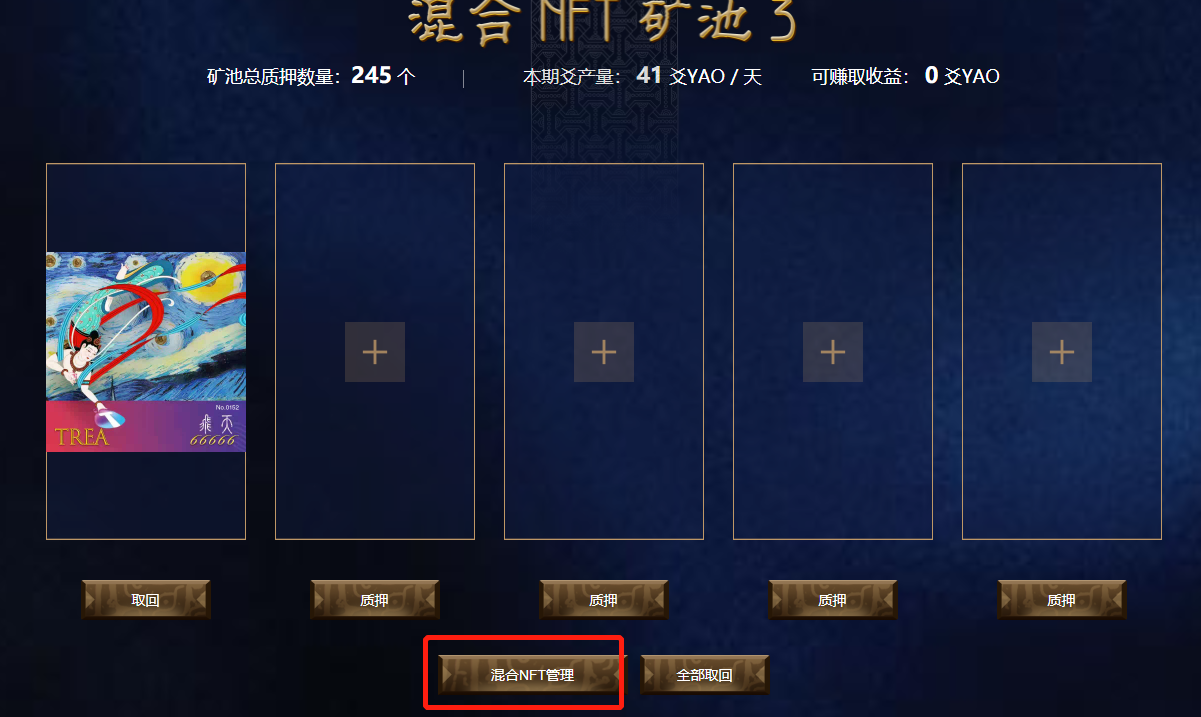 混合NFT矿池3
矿池总质押数量：245 个 本期爻产量：41 爻YAO / 天 可赚取收益：0 爻YAO
No.0152
TREA 飛天
66666
取回 质押 质押 质押 质押
混合NFT管理 全部取回